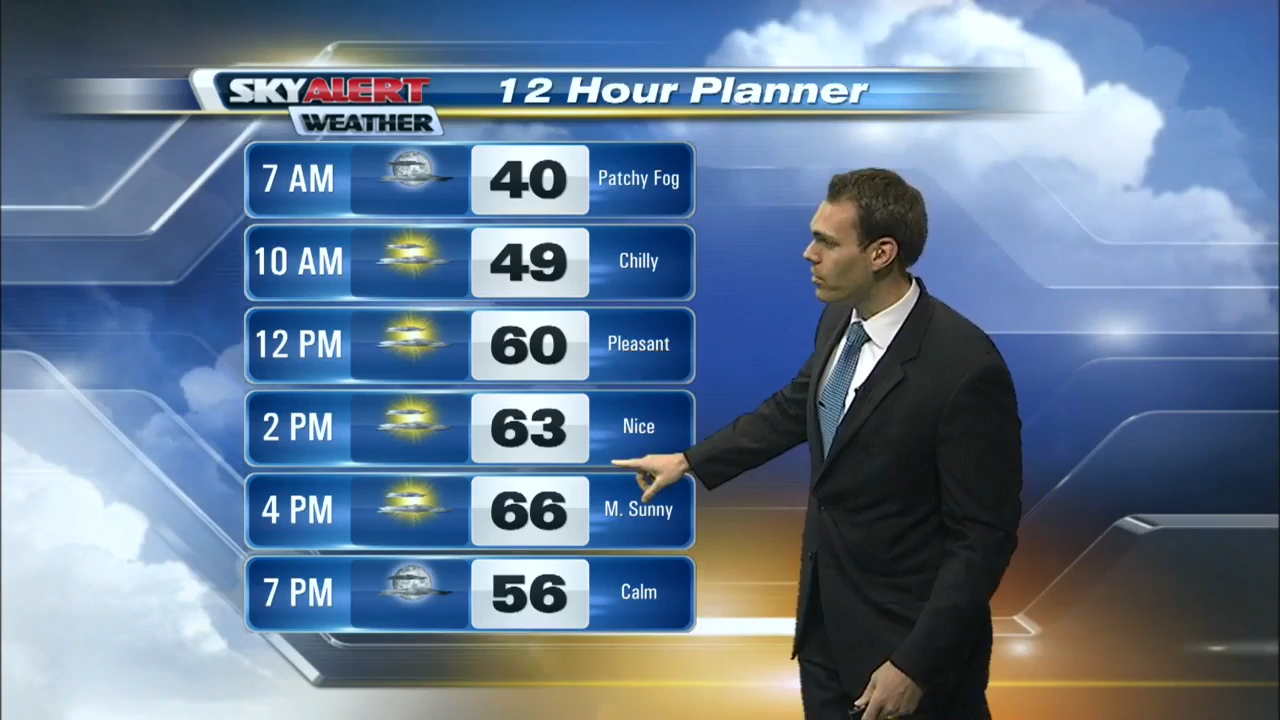 SKYALERT
WEATHER
12 Hour Planner
7 AM 40 Patchy Fog
10 AM 49 Chilly
12 PM 60 Pleasant
2 PM 63 Nice
4 PM 66 M. Sunny
7 PM 56 Calm